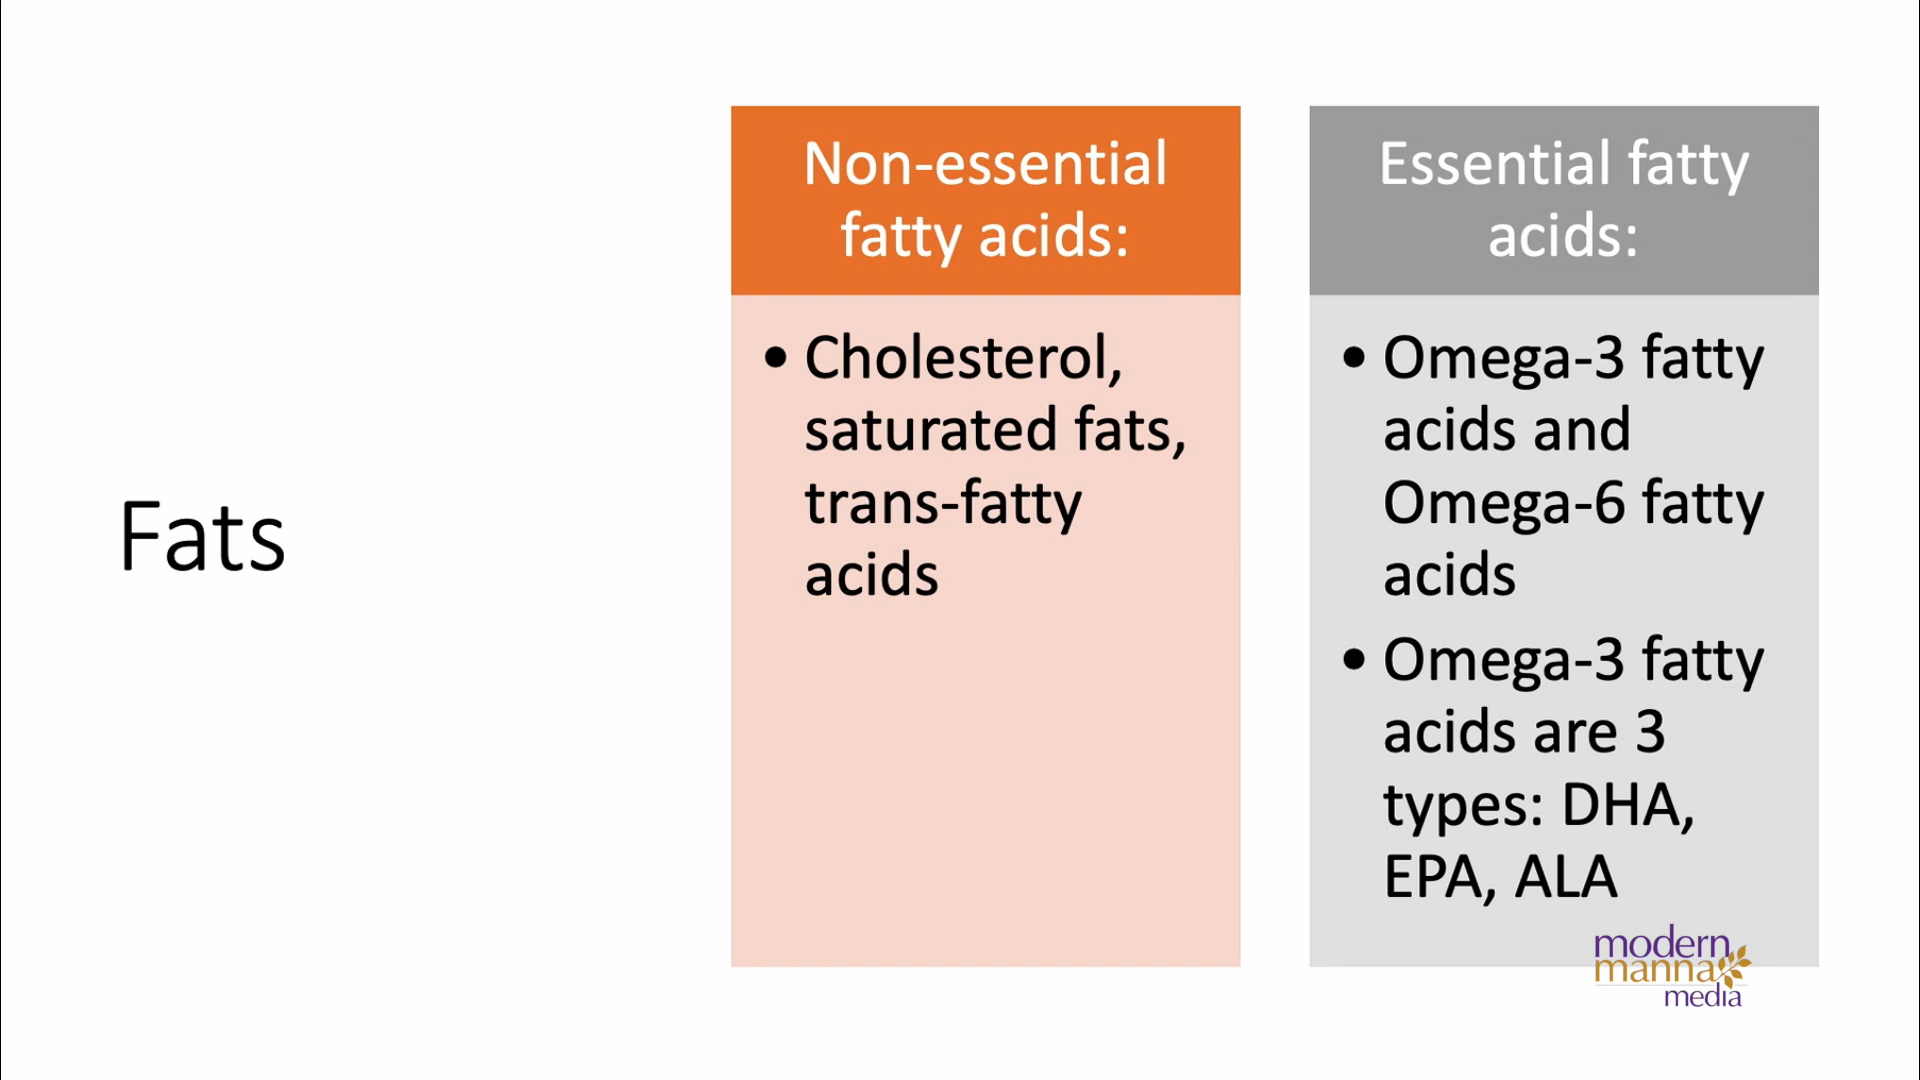 Fats
Non-essential
fatty acids:
• Cholesterol,
saturated fats,
trans-fatty
acids
Essential fatty
acids:
• Omega-3 fatty
acids and
Omega-6 fatty
acids
• Omega-3 fatty
acids are 3
types: DHA,
EPA, ALA
modern
manna
media